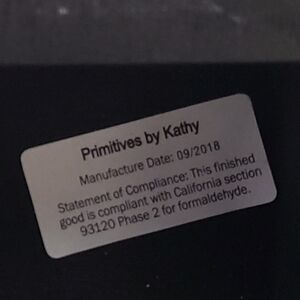 Primitives by Kathy
Manufacture Date: 09/2018
Statement of Compliance: This finished
good is compliant with California section
93120 Phase 2 for formaldehyde.